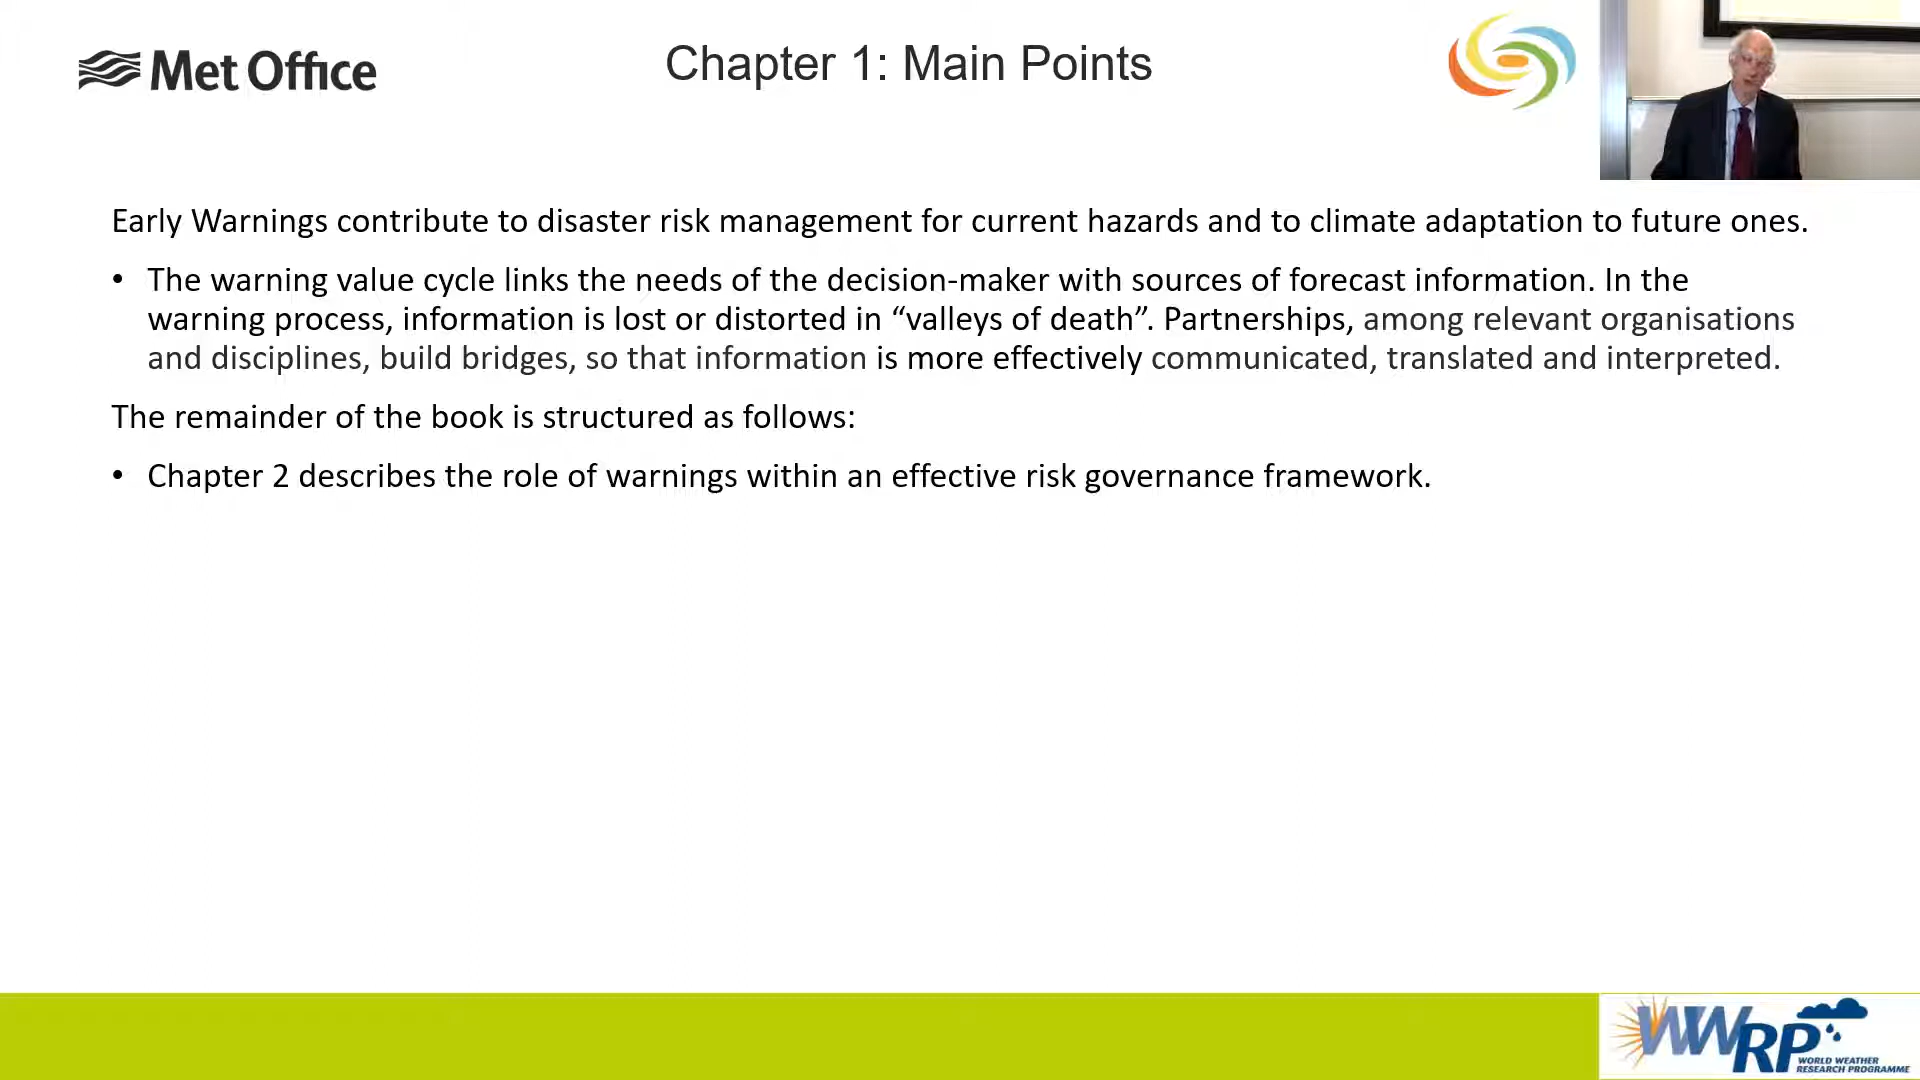 Met Office
Chapter 1: Main Points
Early Warnings contribute to disaster risk management for current hazards and to climate adaptation to future ones.
• The warning value cycle links the needs of the decision-maker with sources of forecast information. In the
warning process, information is lost or distorted in “valleys of death”. Partnerships, among relevant organisations
and disciplines, build bridges, so that information is more effectively communicated, translated and interpreted.
The remainder of the book is structured as follows:
• Chapter 2 describes the role of warnings within an effective risk governance framework.
WWRP
WORLD WEATHER
RESEARCH PROGRAMME